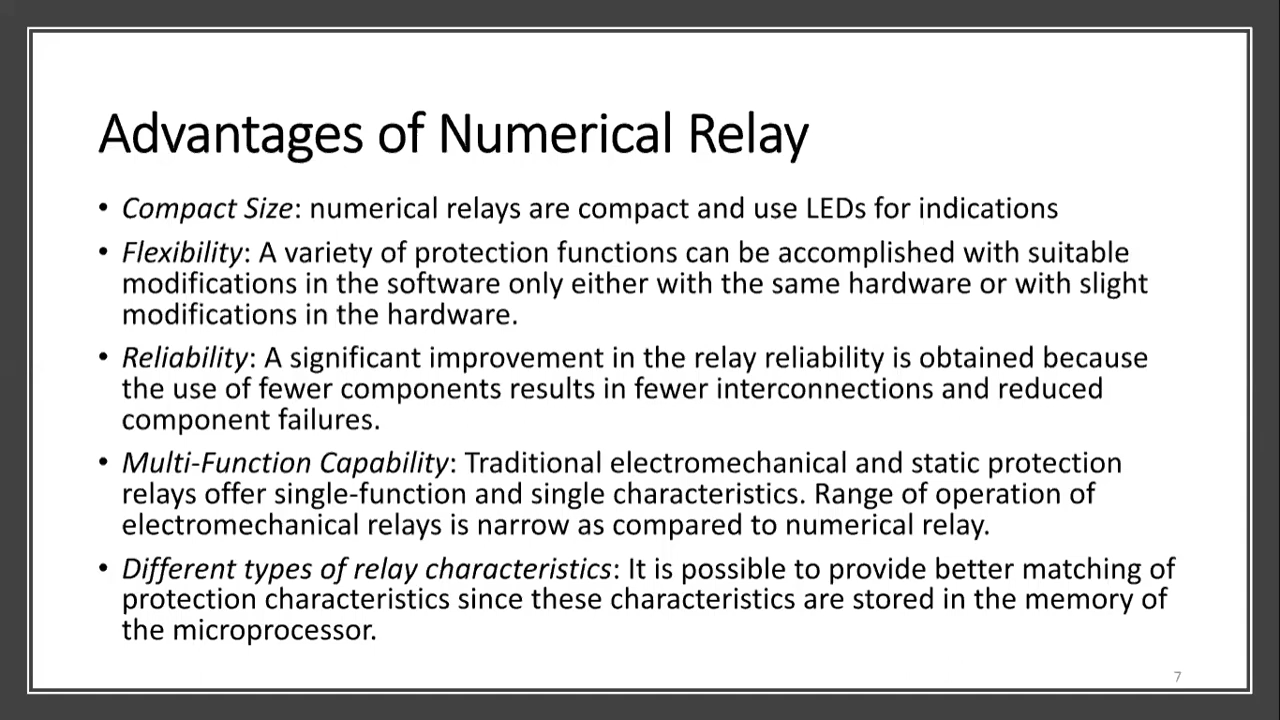 Advantages of Numerical Relay
• Compact Size: numerical relays are compact and use LEDs for indications
• Flexibility: A variety of protection functions can be accomplished with suitable
modifications in the software only either with the same hardware or with slight
modifications in the hardware.
• Reliability: A significant improvement in the relay reliability is obtained because
the use of fewer components results in fewer interconnections and reduced
component failures.
• Multi-Function Capability: Traditional electromechanical and static protection
relays offer single-function and single characteristics. Range of operation of
electromechanical relays is narrow as compared to numerical relay.
• Different types of relay characteristics: It is possible to provide better matching of
protection characteristics since these characteristics are stored in the memory of
the microprocessor.
7